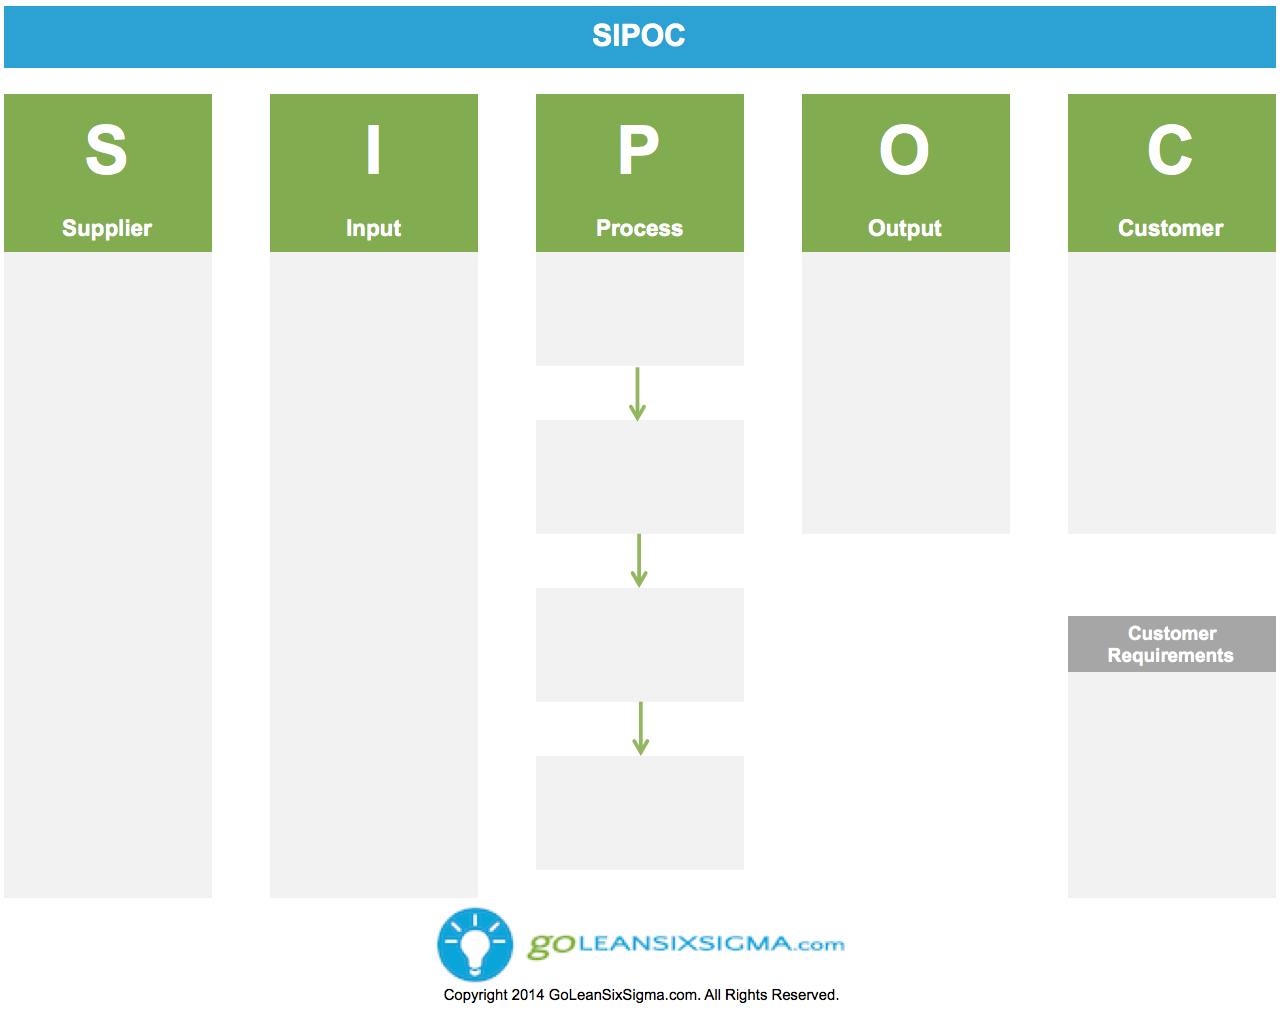 SIPOC
S
Supplier
I
Input
P
Process
O
Output
C
Customer
Customer
Requirements
goLEANSIXSIGMA.com
Copyright 2014 GoLeanSixSigma.com. All Rights Reserved.